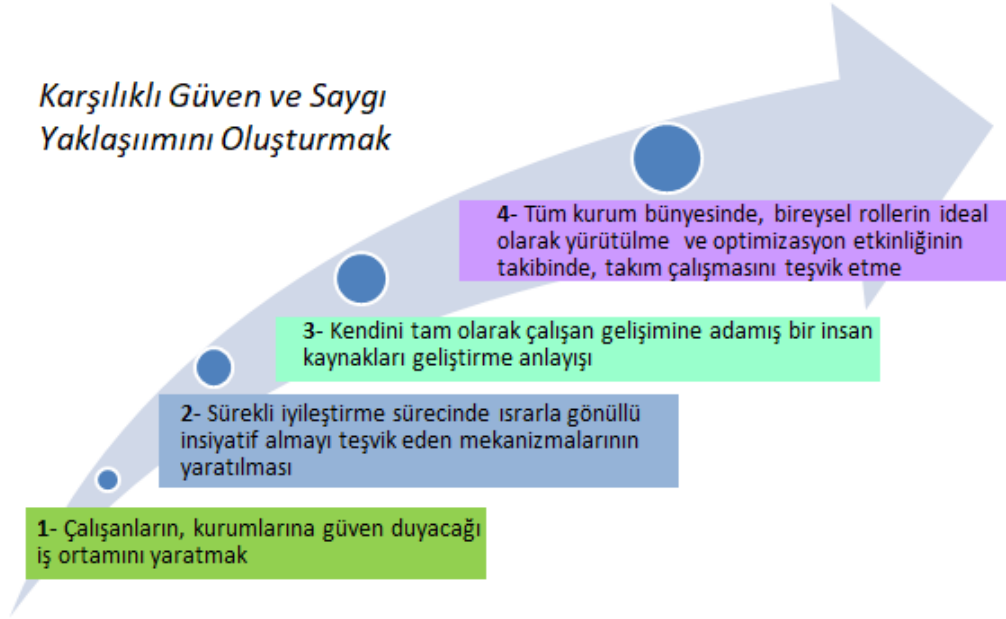 Karşılıklı Güven ve Saygı
Yaklaşıımını Oluşturmak
4- Tüm kurum bünyesinde, bireysel rollerin ideal
olarak yürütülme ve optimizasyon etkinliğinin
takibinde, takım çalışmasını teşvik etme
3- Kendini tam olarak çalışan gelişimine adamış bir insan
kaynakları geliştirme anlayışı
2- Sürekli iyileştirme sürecinde ısrarla gönüllü
insiyatif almayı teşvik eden mekanizmalarının
yaratılması
1- Çalışanların, kurumlarına güven duyacağı
iş ortamını yaratmak